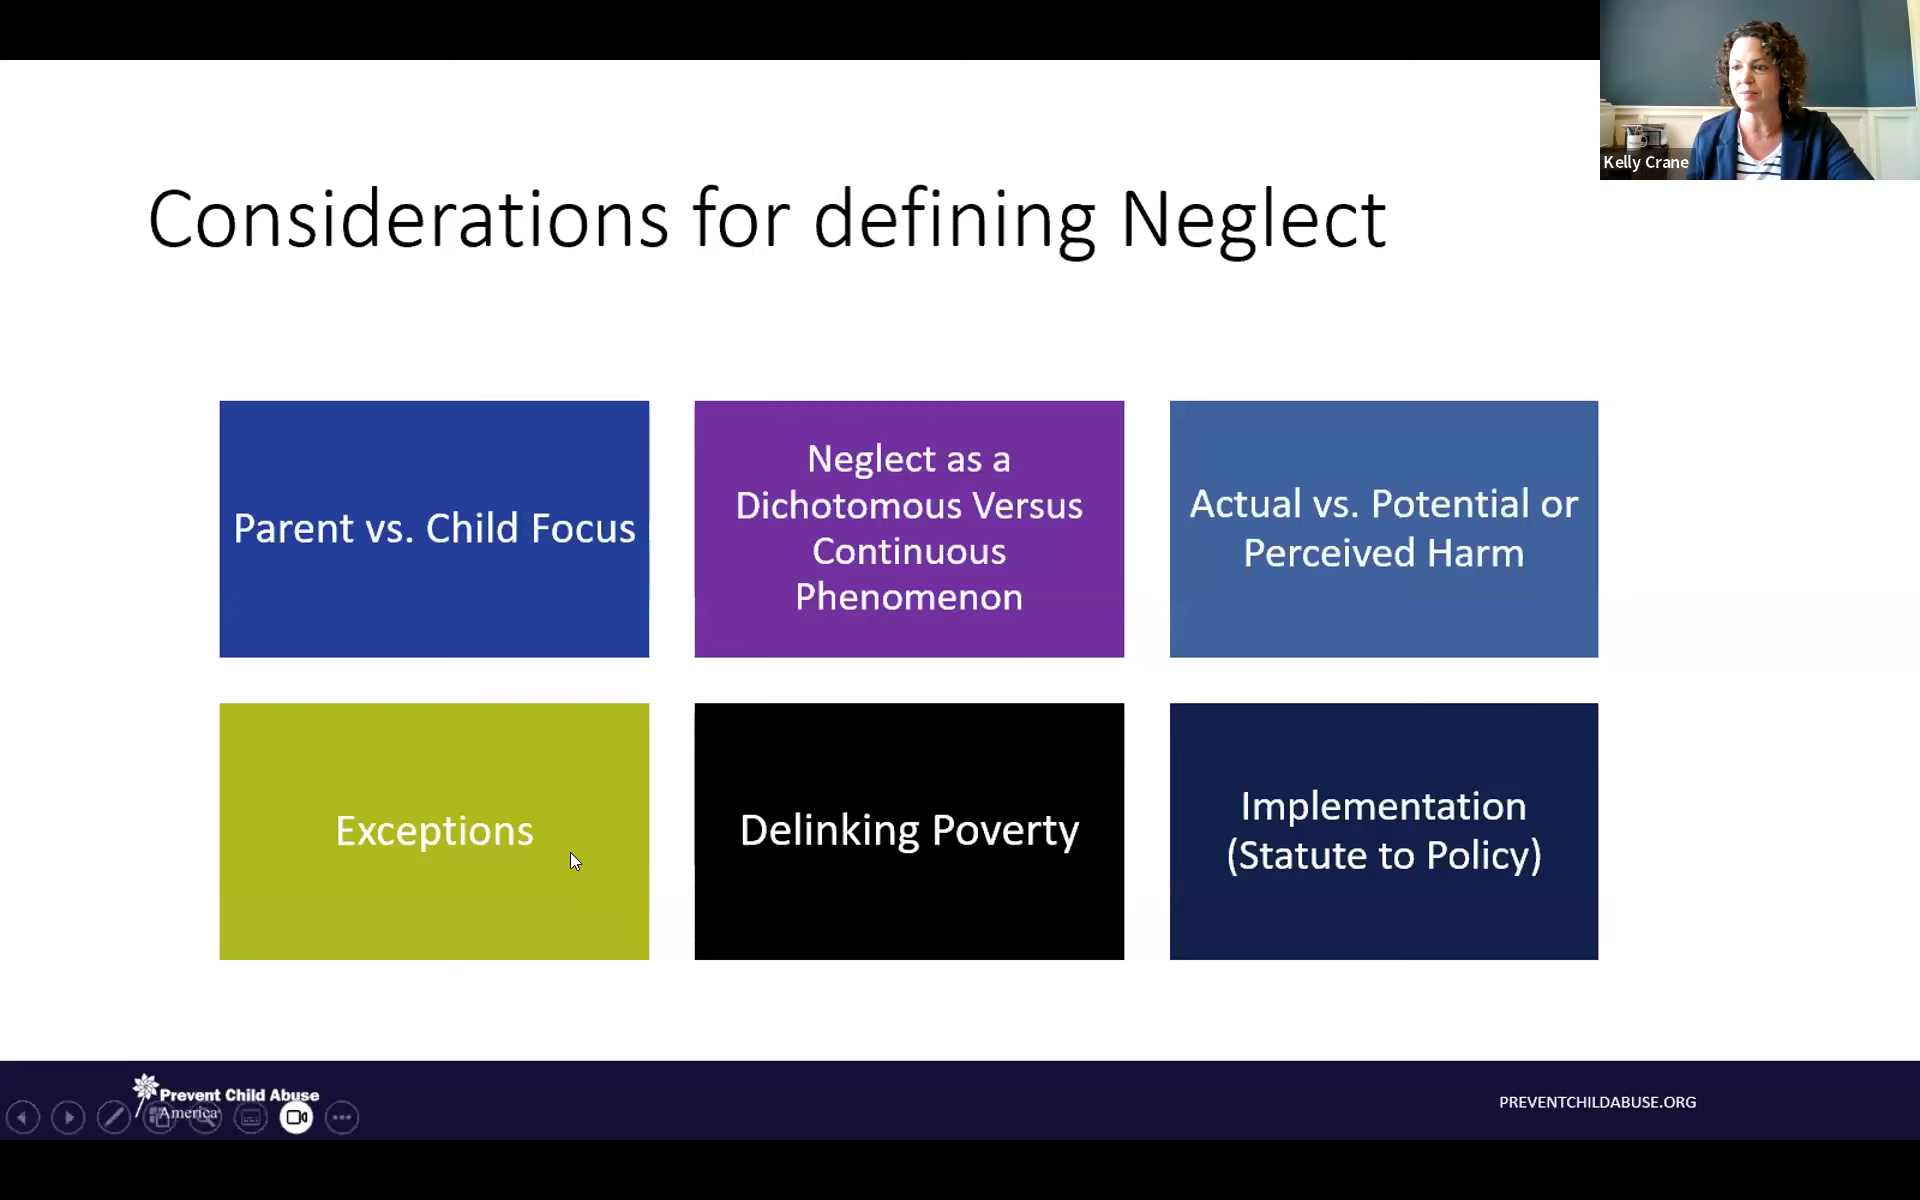 Kelly Crane
Considerations for defining Neglect
Parent vs. Child Focus
Neglect as a
Dichotomous Versus
Continuous
Phenomenon
Actual vs. Potential or
Perceived Harm
Exceptions
Delinking Poverty
Implementation
(Statute to Policy)
Prevent Child Abuse
America
PREVENTCHILDABUSE.ORG